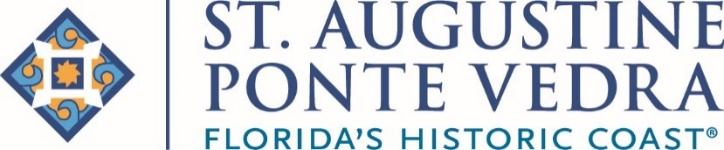 ST. AUGUSTINE
PONTE VEDRA
FLORIDA'S HISTORIC COAST®